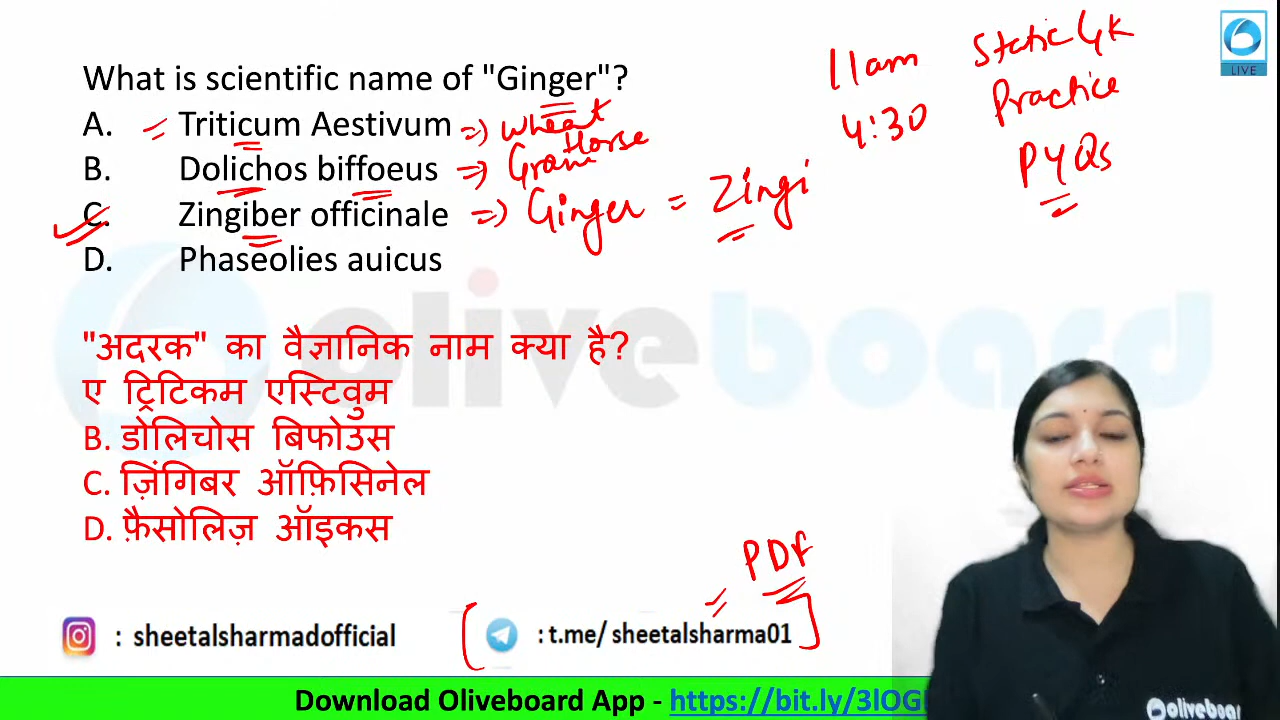 What is scientific name of "Ginger"?
A. Triticum Aestivum => wheat
B. Dolichos biffoeus => Horse Gram
C. Zingiber officinale => Ginger = Zingi
D. Phaseolies auicus
11am Static GK
4:30 Practice
PYQs
LIVE
oliveboard
"अदरक" का वैज्ञानिक नाम क्या है?
ए ट्रिटिकम एस्टिवुम
B. डोलिचोस बिफोउस
C. ज़िंगिबर ऑफ़िसिनेल
D. फ़ैसोलिज़ ऑइकस
PDF
: sheetalsharmadofficial
: t.me/ sheetalsharma01
Download Oliveboard App - https://bit.ly/3lOG
oliveboar